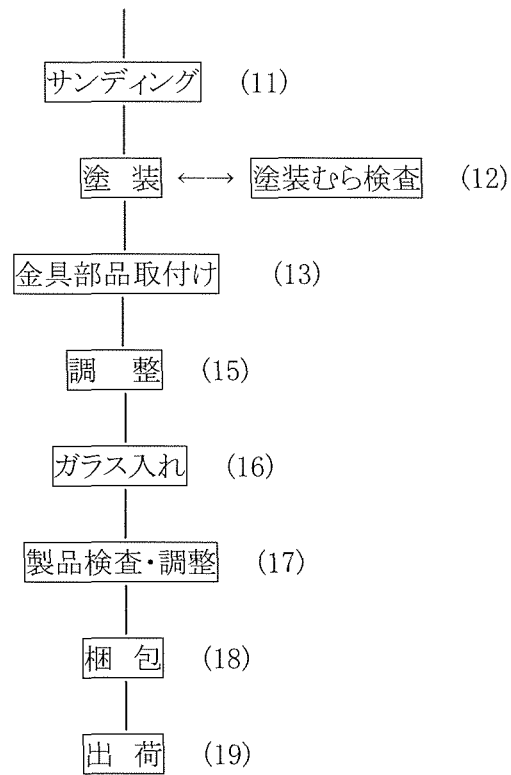 サンディング (11)
塗 装 ←→ 塗装むら検査 (12)
金具部品取付け (13)
調 整 (15)
ガラス入れ (16)
製品検査・調整 (17)
梱 包 (18)
出 荷 (19)